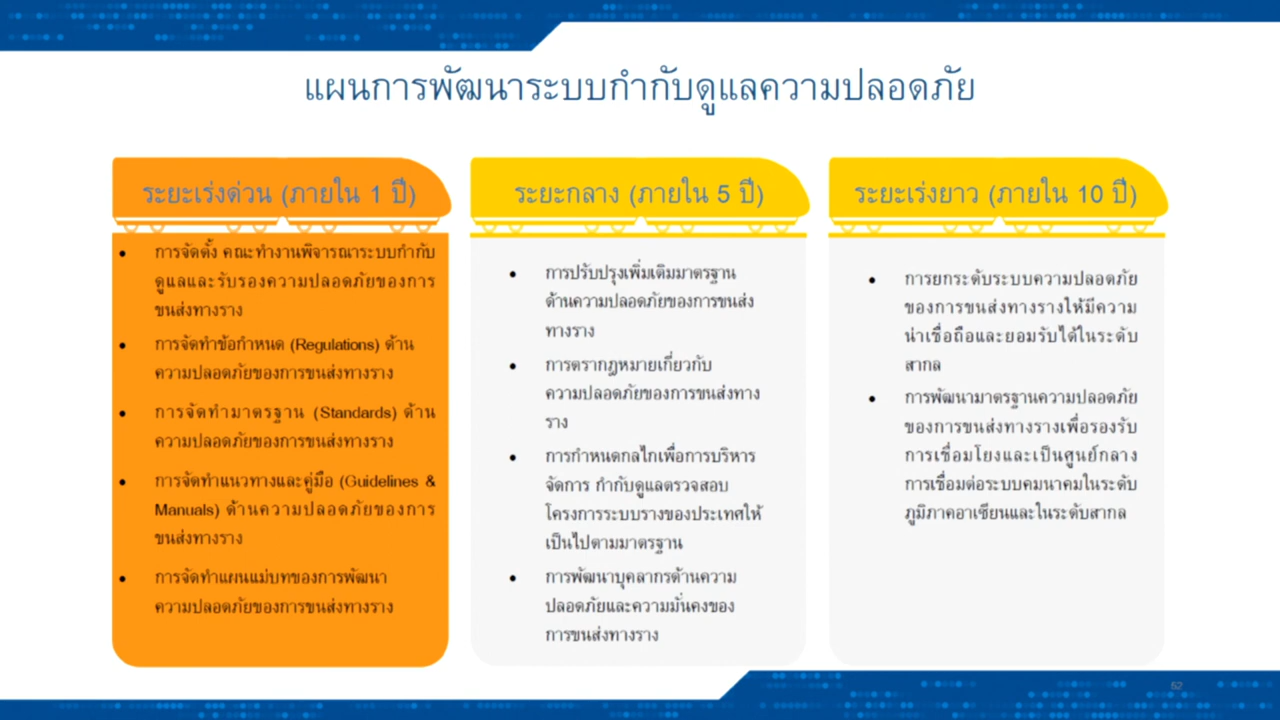 แผนการพัฒนาระบบกำกับดูแลความปลอดภัย
ระยะเร่งด่วน (ภายใน 1 ปี)
• การจัดตั้ง คณะทำงานพิจารณาระบบกำกับ
ดูแลและรับรองความปลอดภัยของการ
ขนส่งทางราง
• การจัดทำข้อกำหนด (Regulations) ด้าน
ความปลอดภัยของการขนส่งทางราง
• การจัดทำมาตรฐาน (Standards) ด้าน
ความปลอดภัยของการขนส่งทางราง
• การจัดทำแนวทางและคู่มือ (Guidelines &
Manuals) ด้านความปลอดภัยของการ
ขนส่งทางราง
• การจัดทำแผนแม่บทของการพัฒนา
ความปลอดภัยของการขนส่งทางราง
ระยะกลาง (ภายใน 5 ปี)
• การปรับปรุงเพิ่มเติมมาตรฐาน
ด้านความปลอดภัยของการขนส่ง
ทางราง
• การตรากฎหมายเกี่ยวกับ
ความปลอดภัยของการขนส่งทาง
ราง
• การกำหนดกลไกเพื่อการบริหาร
จัดการ กำกับดูแลตรวจสอบ
โครงการระบบรางของประเทศให้
เป็นไปตามมาตรฐาน
• การพัฒนาบุคลากรด้านความ
ปลอดภัยและความมั่นคงของ
การขนส่งทางราง
ระยะเร่งยาว (ภายใน 10 ปี)
• การยกระดับระบบความปลอดภัย
ของการขนส่งทางรางให้มีความ
น่าเชื่อถือและยอมรับได้ในระดับ
สากล
• การพัฒนามาตรฐานความปลอดภัย
ของการขนส่งทางรางเพื่อรองรับ
การเชื่อมโยงและเป็นศูนย์กลาง
การเชื่อมต่อระบบคมนาคมในระดับ
ภูมิภาคอาเซียนและในระดับสากล
52